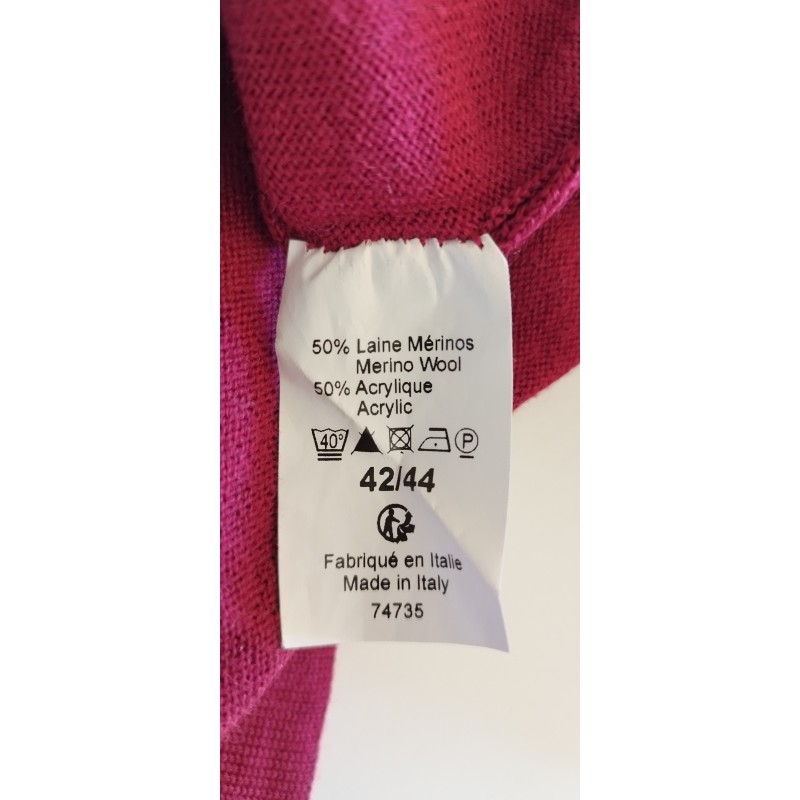 50% Laine Mérinos
Merino Wool
50% Acrylique
Acrylic
40° P
42/44
Fabriqué en Italie
Made in Italy
74735